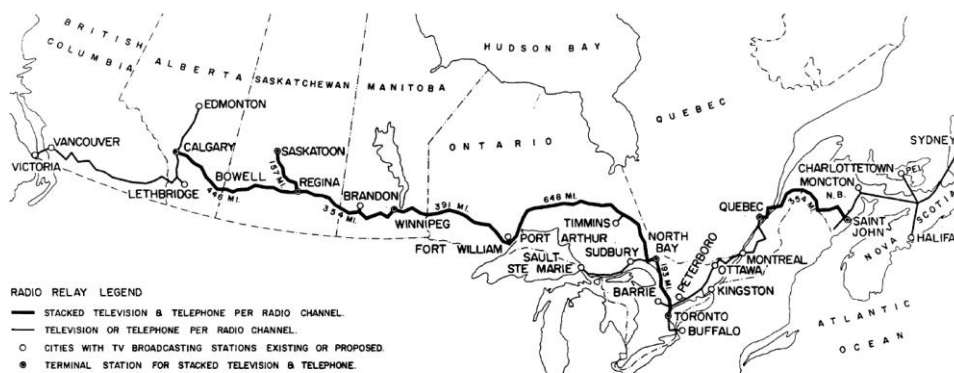 HUDSON BAY
BRITISH COLUMBIA
ALBERTA
SASKATCHEWAN
MANITOBA
ONTARIO
QUEBEC
EDMONTON
VANCOUVER
VICTORIA
CALGARY
LETHBRIDGE
BOWELL
446 MI.
SASKATOON
157 MI.
REGINA
354 MI.
BRANDON
WINNIPEG
391 MI.
FORT WILLIAM
PORT ARTHUR
648 MI.
TIMMINS
SUDBURY
NORTH BAY
SAULT STE MARIE
193 MI.
BARRIE
PETERBORO
TORONTO
BUFFALO
KINGSTON
OTTAWA
MONTREAL
QUEBEC
354 MI.
SAINT JOHN
N.B.
MONCTON
CHARLOTTETOWN
P.E.I.
SYDNEY
NOVA SCOTIA
HALIFA
ATLANTIC OCEAN
RADIO RELAY LEGEND
STACKED TELEVISION & TELEPHONE PER RADIO CHANNEL.
TELEVISION OR TELEPHONE PER RADIO CHANNEL.
CITIES WITH TV BROADCASTING STATIONS EXISTING OR PROPOSED.
TERMINAL STATION FOR STACKED TELEVISION & TELEPHONE.